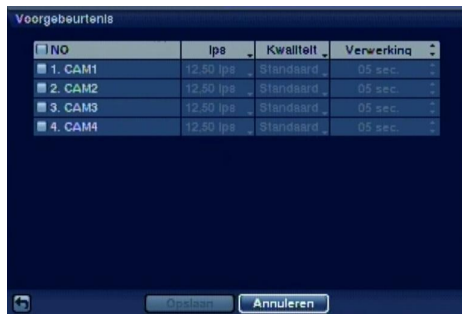 Voorgebeurtenis
NO Ips Kwaliteit Verwerking
1. CAM1 12,50 ips Standaard 05 sec.
2. CAM2 12,50 ips Standaard 05 sec.
3. CAM3 12,50 ips Standaard 05 sec.
4. CAM4 12,50 ips Standaard 05 sec.
Opslaan Annuleren